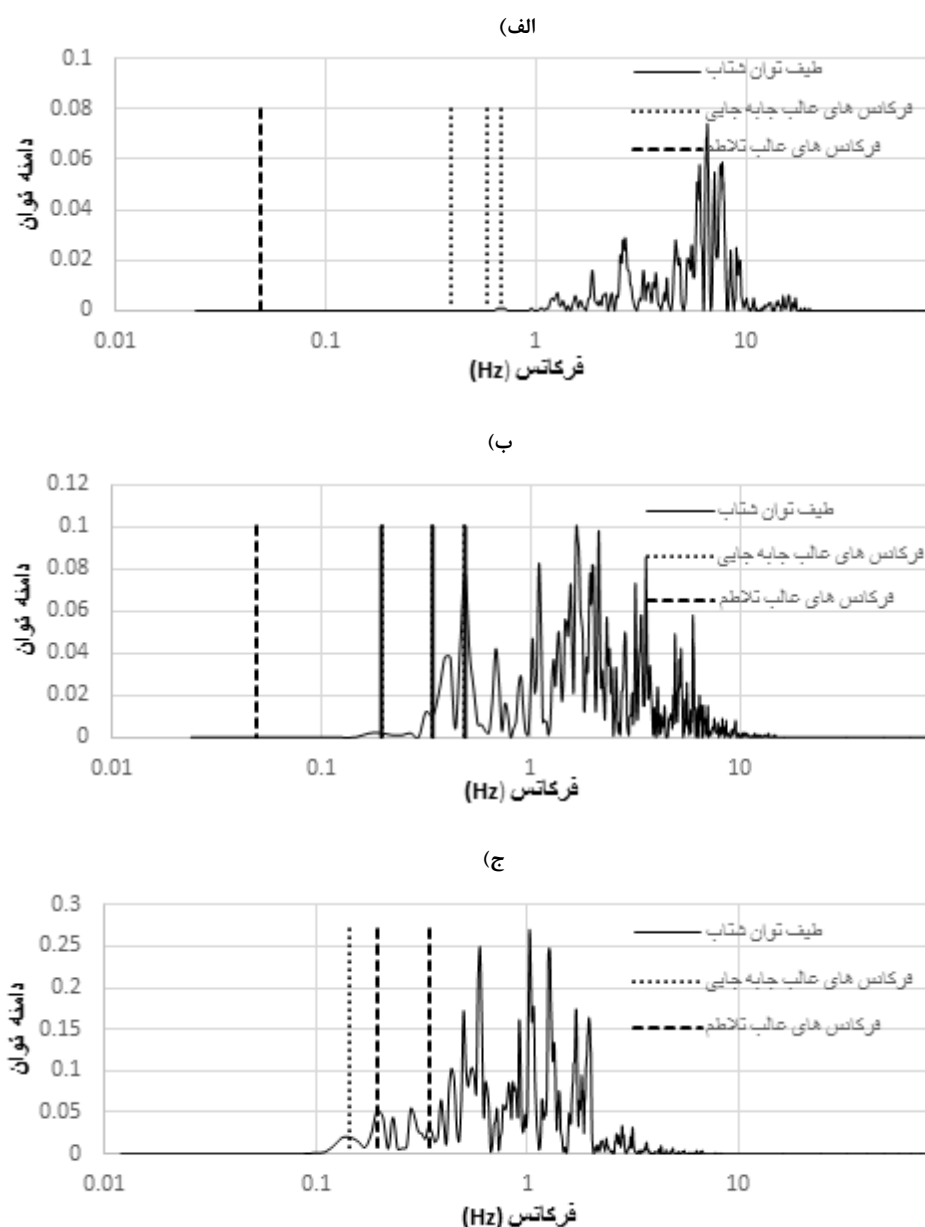 الف)
0.1
0.08
0.06
0.04
0.02
0
0.01 0.1 1 10
دامنه توان
فرکانس (Hz)
طیف توان شتاب
فرکانس های غالب جابه جایی
فرکانس های غالب تلاطم
ب)
0.12
0.1
0.08
0.06
0.04
0.02
0
0.01 0.1 1 10
دامنه توان
فرکانس (Hz)
طیف توان شتاب
فرکانس های غالب جابه جایی
فرکانس های غالب تلاطم
ج)
0.3
0.25
0.2
0.15
0.1
0.05
0
0.01 0.1 1 10
دامنه توان
فرکانس (Hz)
طیف توان شتاب
فرکانس های غالب جابه جایی
فرکانس های غالب تلاطم